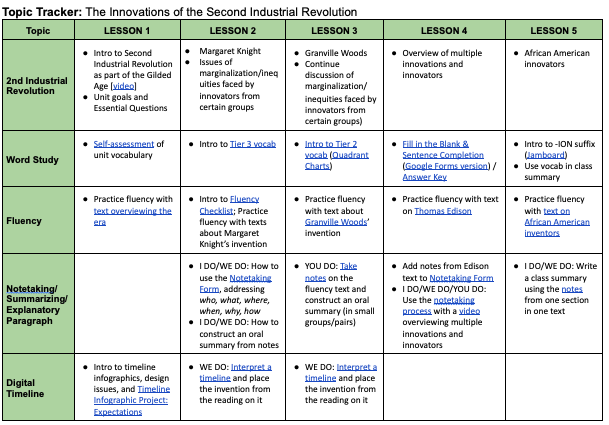 Topic Tracker: The Innovations of the Second Industrial Revolution
Topic
LESSON 1
LESSON 2
LESSON 3
LESSON 4
LESSON 5
2nd Industrial
Revolution
● Intro to Second
Industrial Revolution
as part of the Gilded
Age [video]
● Unit goals and
Essential Questions
● Margaret Knight
● Issues of
marginalization/ineq
uities faced by
innovators from
certain groups
● Granville Woods
● Continue
discussion of
marginalization/
inequities faced by
innovators from
certain groups)
● Overview of multiple
innovations and
innovators
● African American
innovators
Word Study
● Self-assessment of
unit vocabulary
● Intro to Tier 3 vocab
● Intro to Tier 2
vocab (Quadrant
Charts)
● Fill in the Blank &
Sentence Completion
(Google Forms version) /
Answer Key
● Intro to -ION suffix
(Jamboard)
● Use vocab in class
summary
Fluency
● Practice fluency with
text overviewing the
era
● Intro to Fluency
Checklist; Practice
fluency with texts
about Margaret
Knight's invention
● Practice
fluency with
text about
Granville Woods'
invention
● Practice fluency with text
on Thomas Edison
● Practice fluency
with text on
African American
inventors
Notetaking/
Summarizing/
Explanatory
Paragraph
● I DO/WE DO: How to
use the Notetaking
Form, addressing
who, what, where,
when, why, how
● I DO/WE DO: How to
construct an oral
summary from notes
● YOU DO: Take
notes on the
fluency text and
construct an oral
summary (in small
groups/pairs)
● Add notes from Edison
text to Notetaking Form
● I DO/WE DO/YOU DO:
Use the notetaking
process with a video
overviewing multiple
innovations and
innovators
● I DO/WE DO: Write
a class summary
using the notes
from one section
in one text
Digital
Timeline
● Intro to timeline
infographics, design
issues, and Timeline
Infographic Project:
Expectations
● WE DO: Interpret a
timeline and place
the invention from
the reading on it
● WE DO: Interpret a
timeline and place
the invention from
the reading on it